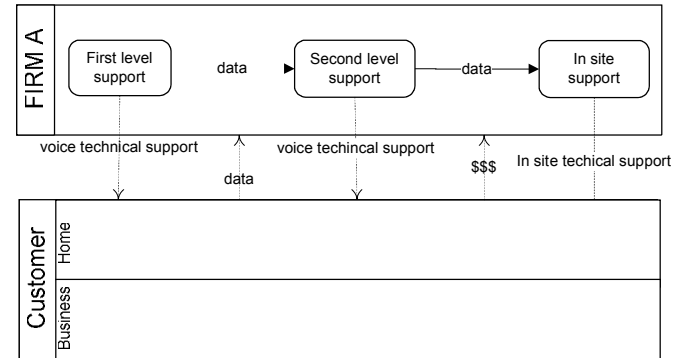 FIRM A
First level
support
data
Second level
support
data
In site
support
voice technical support
data
voice techincal support
$$$
In site techical support
Customer
Home
Business